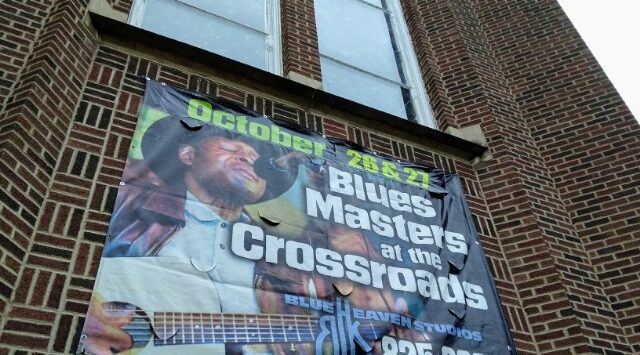 October 26 & 27
Blues
Masters
at the
Crossroads
BLUE HEAVEN STUDIOS